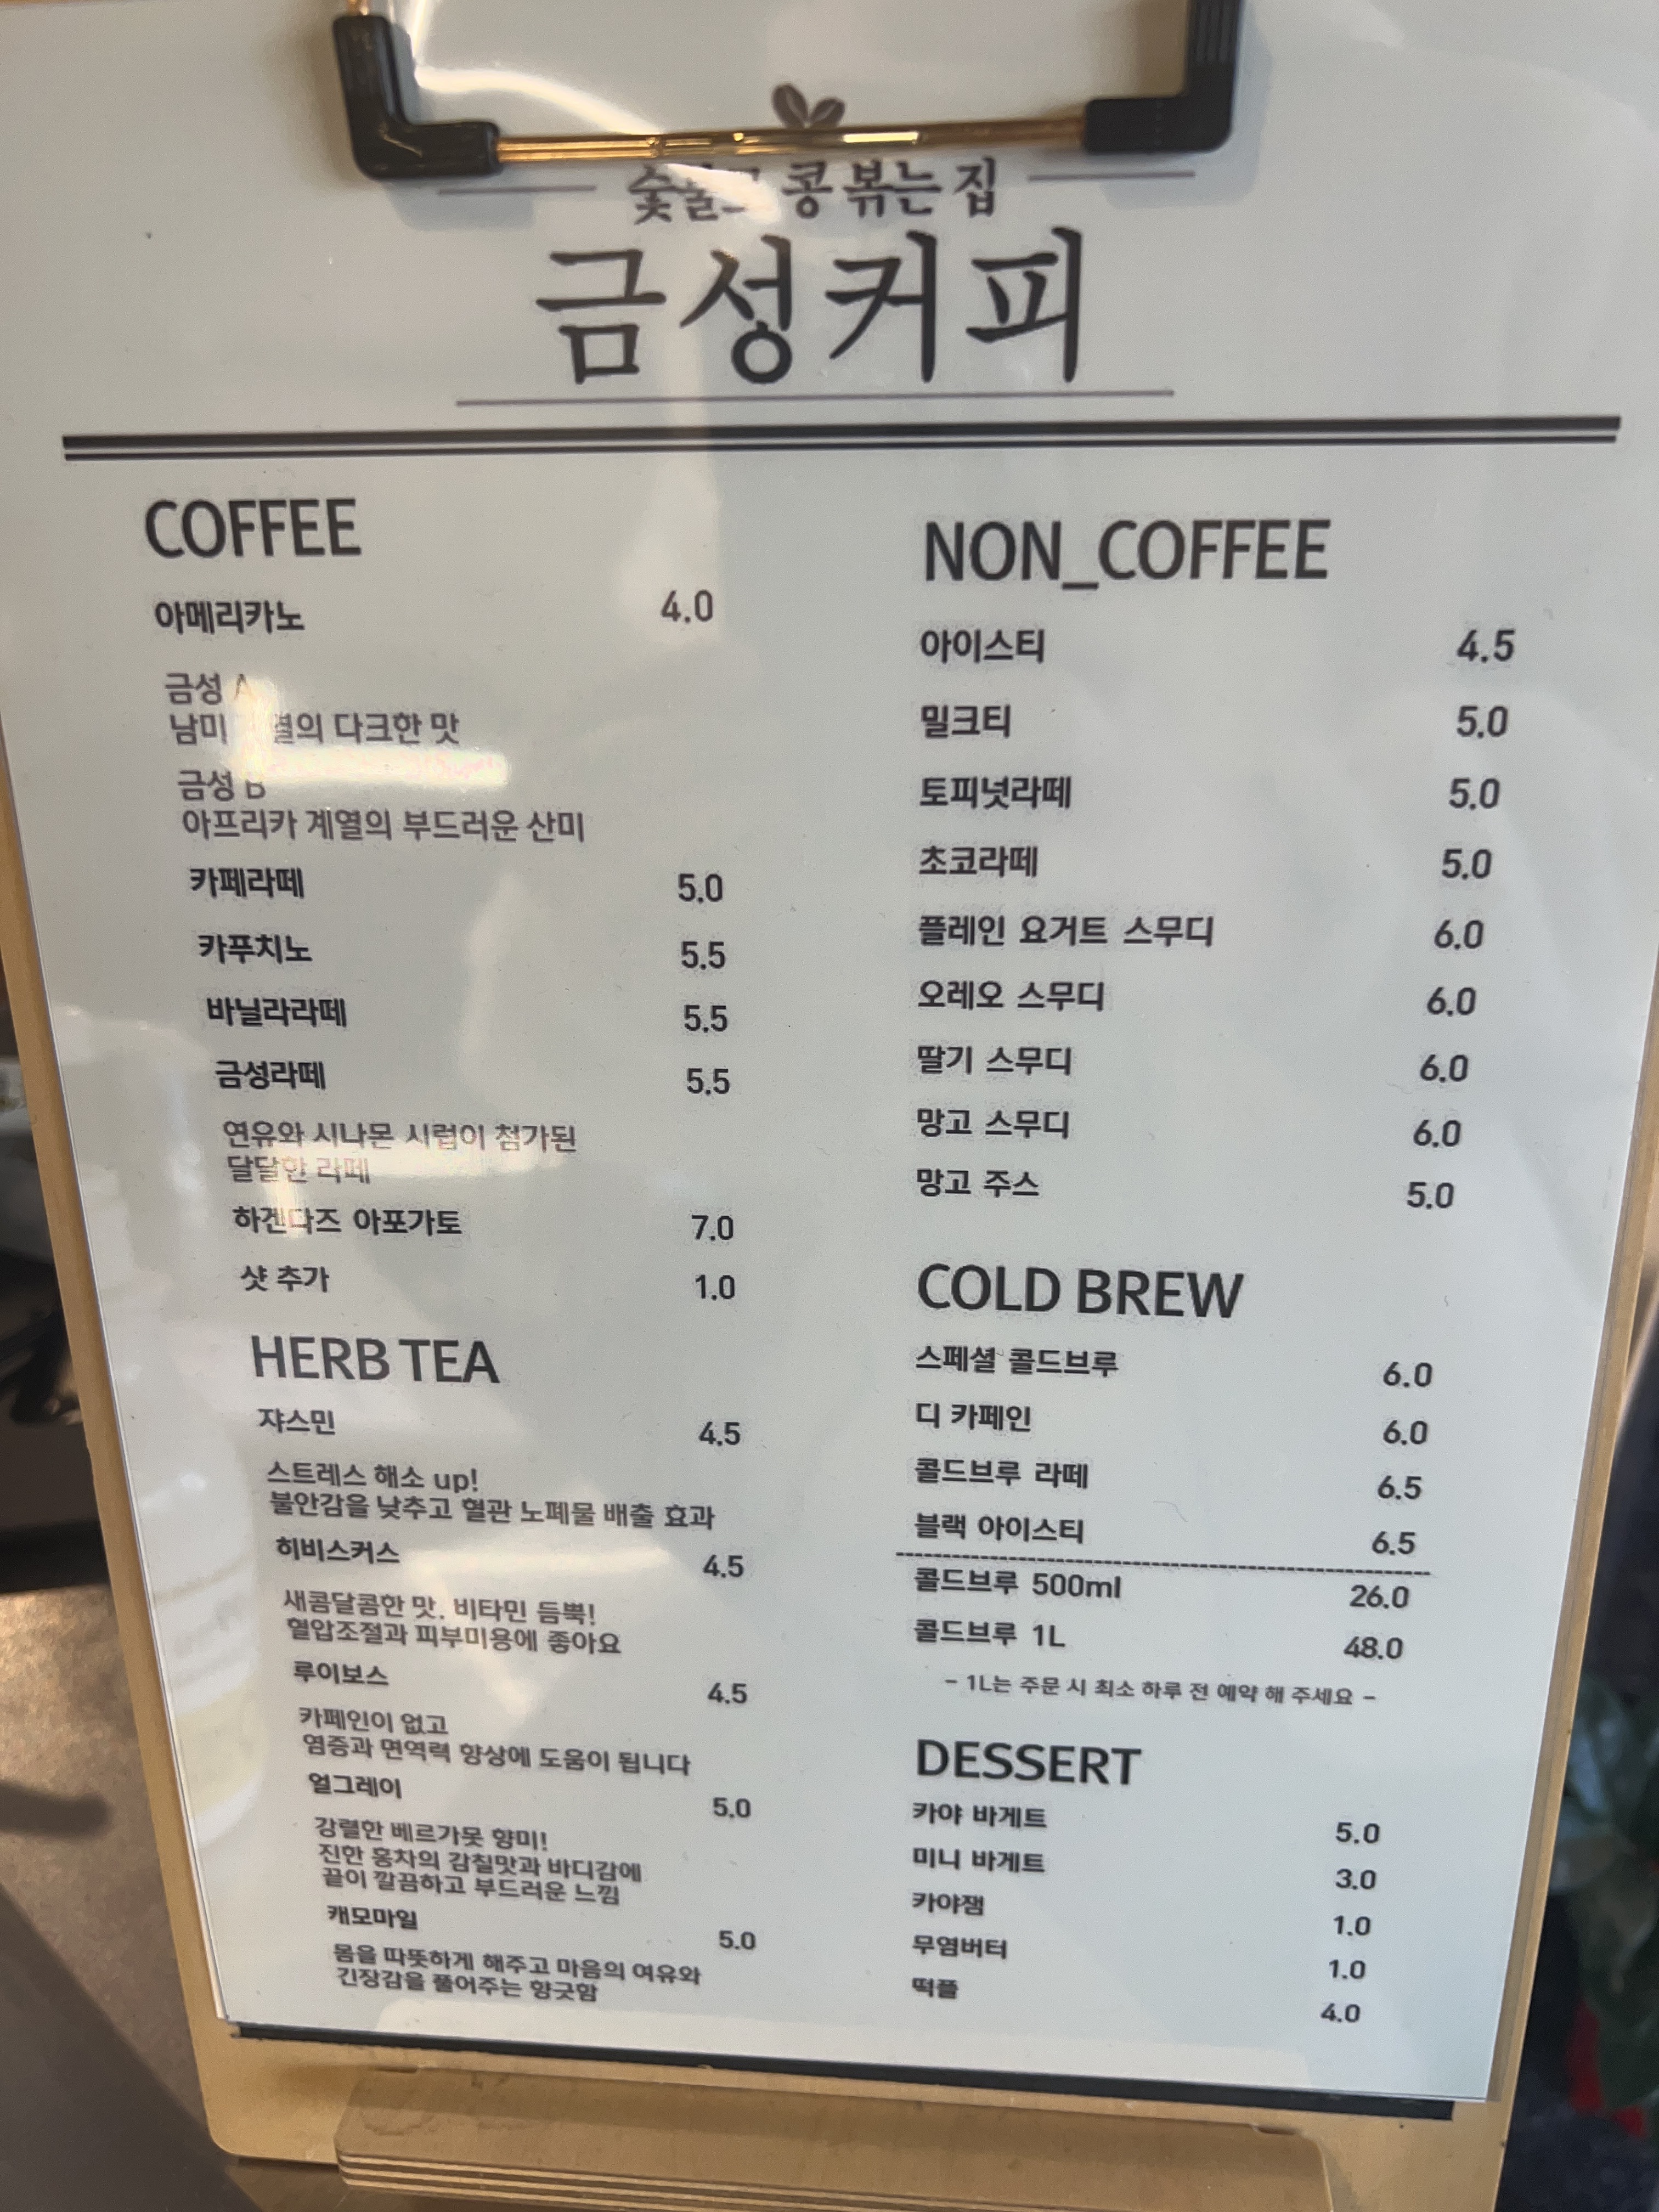 콩 볶는 집
금성커피
COFFEE
아메리카노 4.0
금성 A
남미 계열의 다크한 맛
금성 B
아프리카 계열의 부드러운 산미
카페라떼 5.0
카푸치노 5.5
바닐라라떼 5.5
금성라떼 5.5
연유와 시나몬 시럽이 첨가된
달달한 라떼
하겐다즈 아포가토 7.0
샷 추가 1.0
HERB TEA
쟈스민 4.5
스트레스 해소 up!
불안감을 낮추고 혈관 노폐물 배출 효과
히비스커스 4.5
새콤달콤한 맛. 비타민 듬뿍!
혈압조절과 피부미용에 좋아요
루이보스 4.5
카페인이 없고
염증과 면역력 향상에 도움이 됩니다
얼그레이 5.0
강렬한 베르가못 향미!
진한 홍차의 감칠맛과 바디감에
끝이 깔끔하고 부드러운 느낌
캐모마일 5.0
몸을 따뜻하게 해주고 마음의 여유와
긴장감을 풀어주는 향긋함
NON_COFFEE
아이스티 4.5
밀크티 5.0
토피넛라떼 5.0
초코라떼 5.0
플레인 요거트 스무디 6.0
오레오 스무디 6.0
딸기 스무디 6.0
망고 스무디 6.0
망고 주스 5.0
COLD BREW
스페셜 콜드브루 6.0
디 카페인 6.0
콜드브루 라떼 6.5
블랙 아이스티 6.5
콜드브루 500ml 26.0
콜드브루 1L 48.0
- 1L는 주문 시 최소 하루 전 예약 해 주세요 -
DESSERT
카야 바게트 5.0
미니 바게트 3.0
카야잼 1.0
무염버터 1.0
떡플 4.0